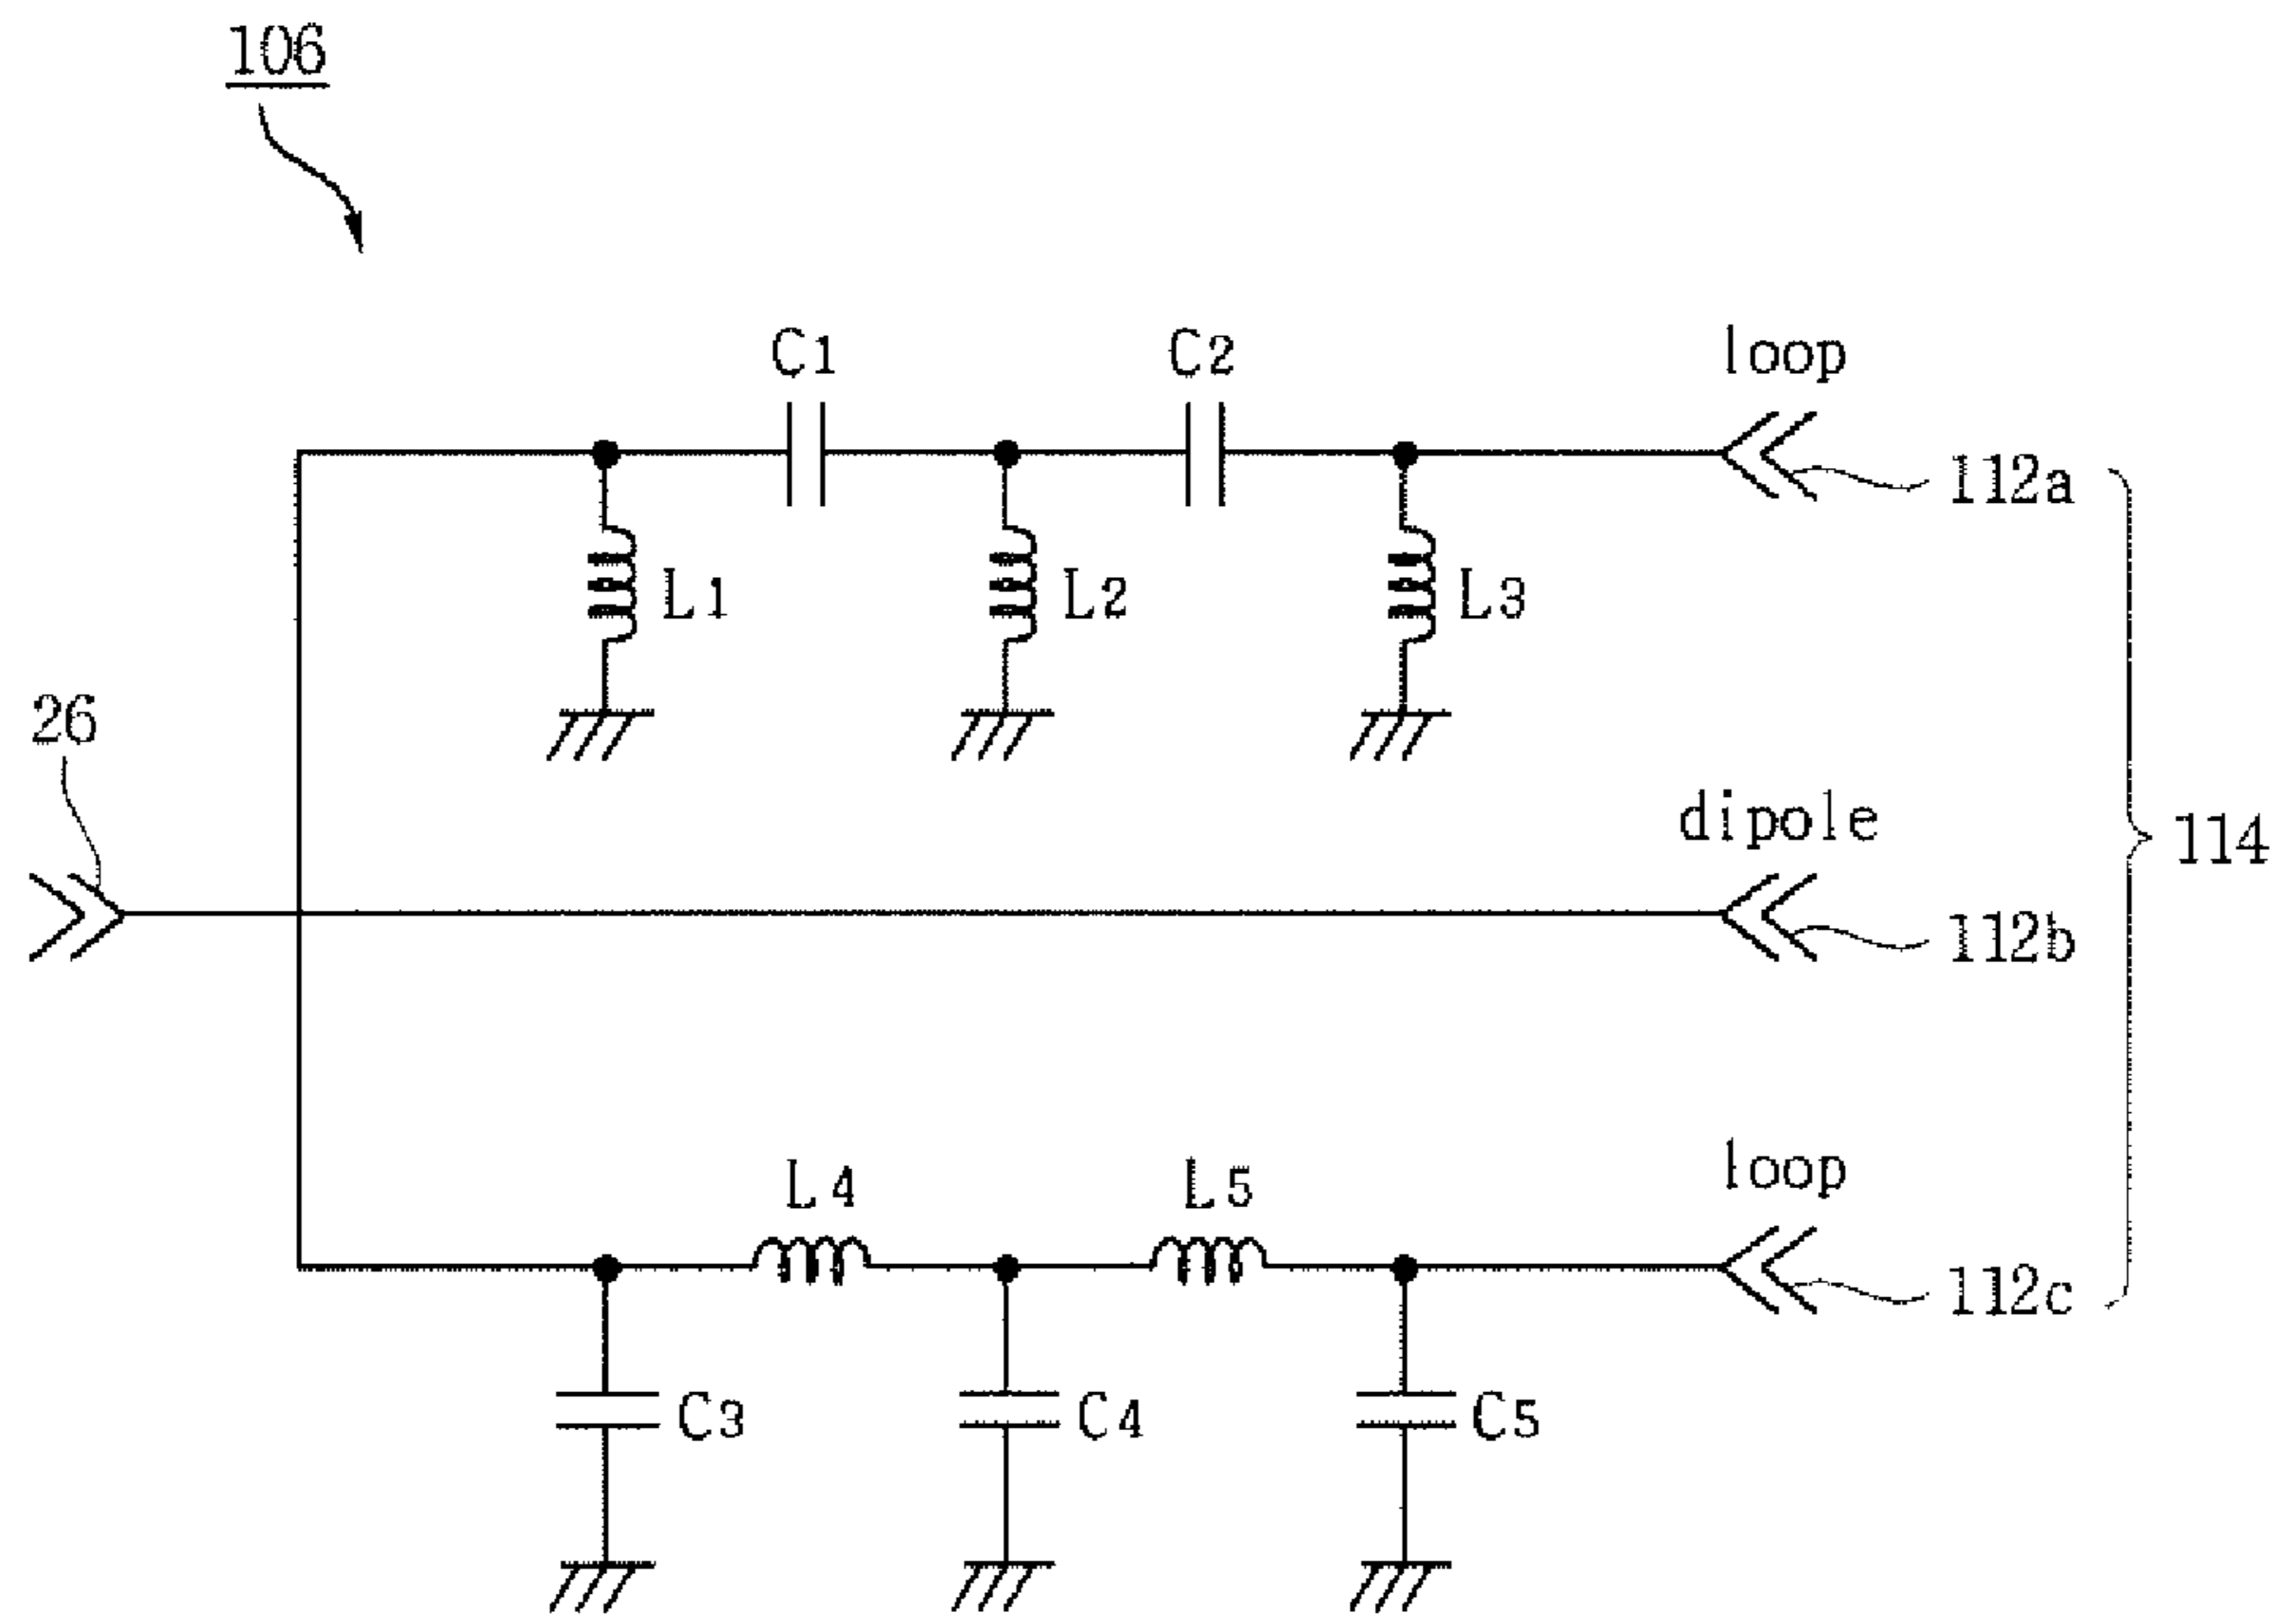 106
C1 C2 loop
112a
L1 L2 L3
26
dipole
114
112b
loop
L4 L5
112c
C3 C4 C5